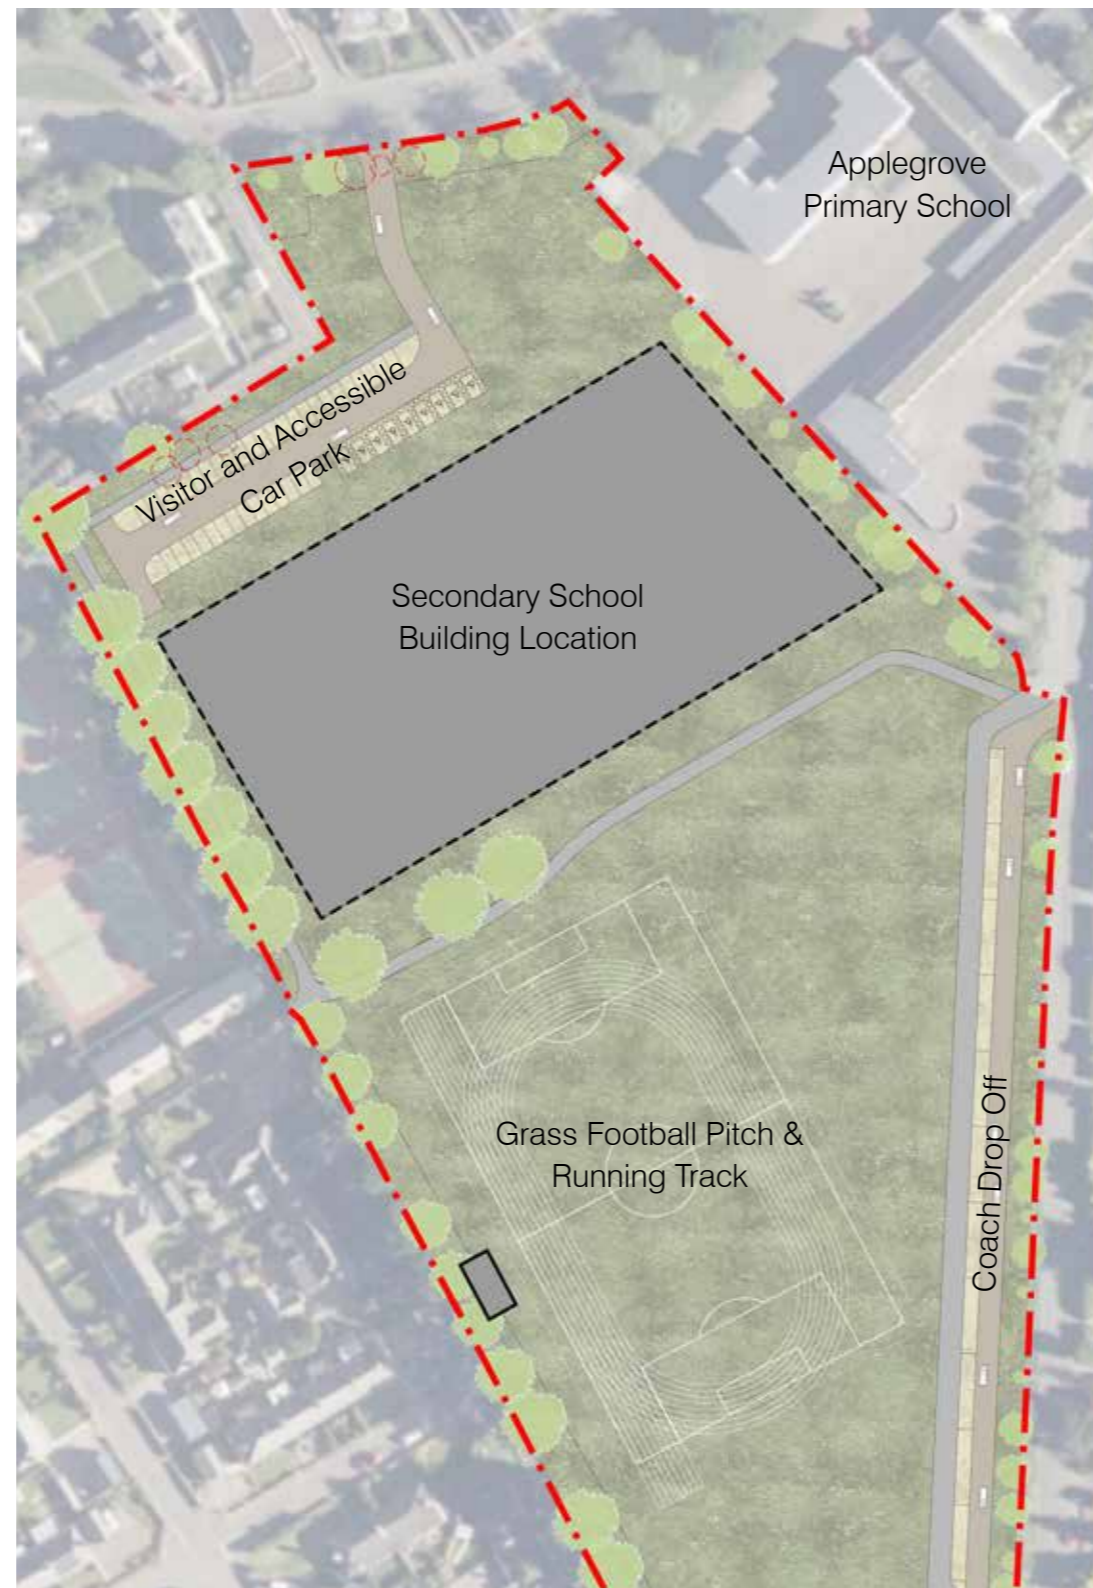 Applegrove
Primary School
Visitor and Accessible
Car Park
Secondary School
Building Location
Grass Football Pitch &
Running Track
Coach Drop Off